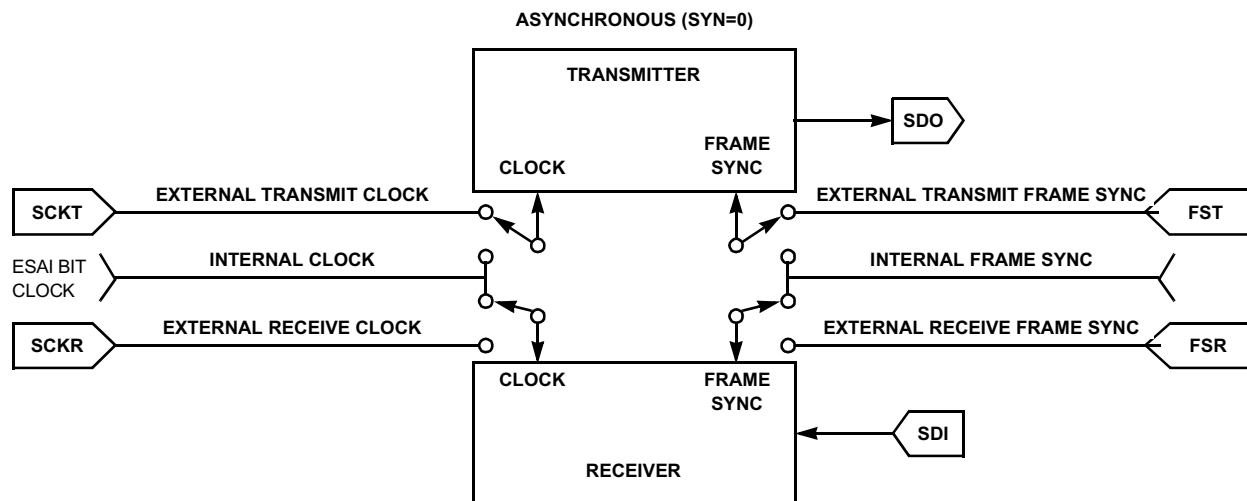 ASYNCHRONOUS (SYN=0)
TRANSMITTER
SDO
FRAME
SYNC
CLOCK
SCKT
EXTERNAL TRANSMIT CLOCK
EXTERNAL TRANSMIT FRAME SYNC
FST
ESAI BIT
CLOCK
INTERNAL CLOCK
INTERNAL FRAME SYNC
SCKR
EXTERNAL RECEIVE CLOCK
EXTERNAL RECEIVE FRAME SYNC
FSR
CLOCK
FRAME
SYNC
SDI
RECEIVER